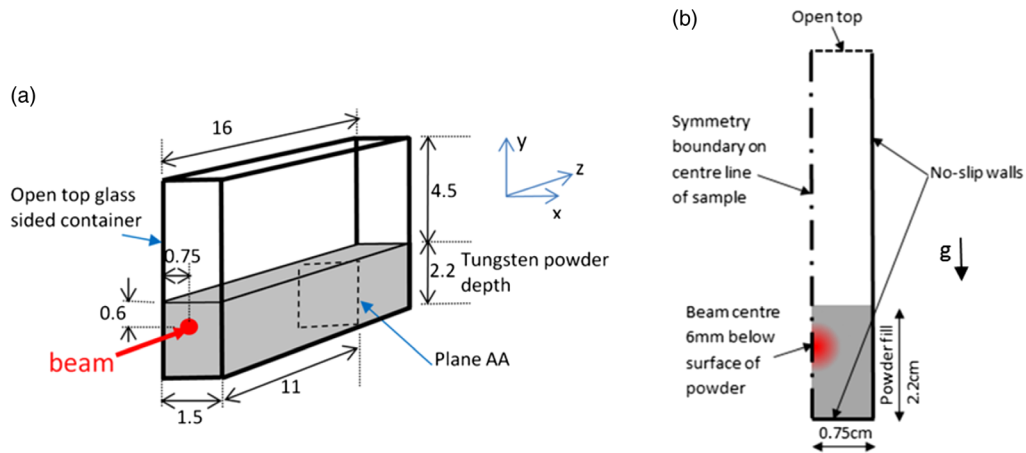 (a)
16
Open top glass
sided container
0.75
0.6
beam
1.5
11
4.5
2.2
Tungsten powder
depth
Plane AA
y
z
x
(b)
Open top
Symmetry
boundary on
centre line
of sample
No-slip walls
g
Beam centre
6mm below
surface of
powder
Powder fill
2.2cm
0.75cm